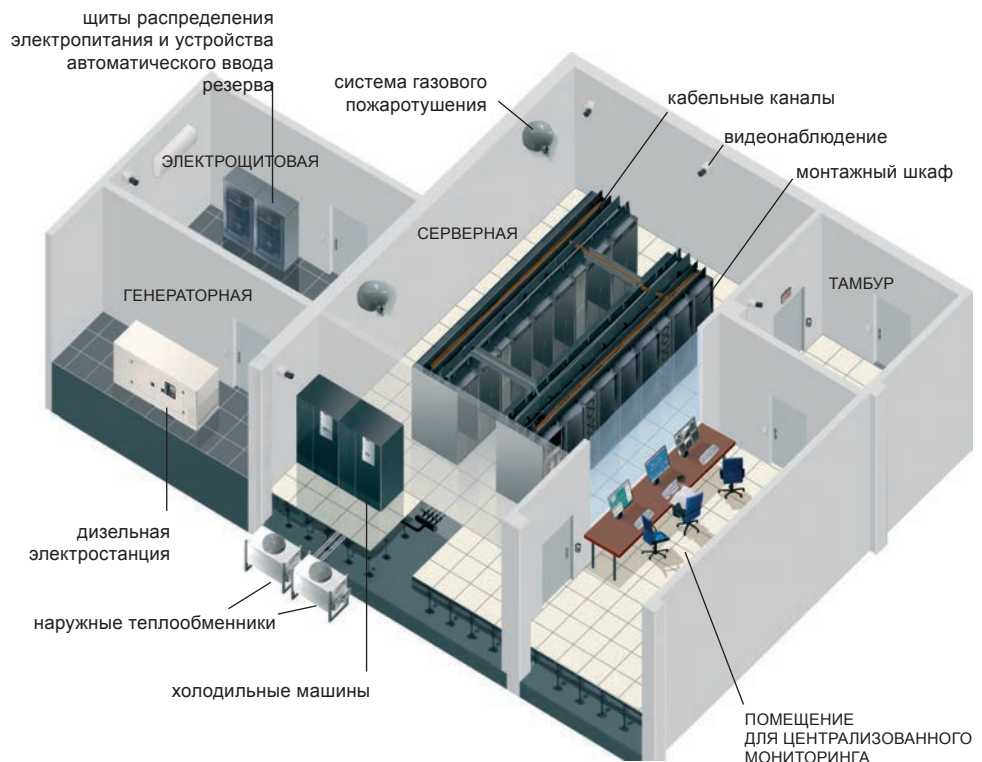 щиты распределения
электропитания и устройства
автоматического ввода
резерва
система газового
пожаротушения
кабельные каналы
видеонаблюдение
монтажный шкаф
ЭЛЕКТРОЩИТОВАЯ
СЕРВЕРНАЯ
ГЕНЕРАТОРНАЯ
ТАМБУР
дизельная
электростанция
наружные теплообменники
холодильные машины
ПОМЕЩЕНИЕ
ДЛЯ ЦЕНТРАЛИЗОВАННОГО
МОНИТОРИНГА